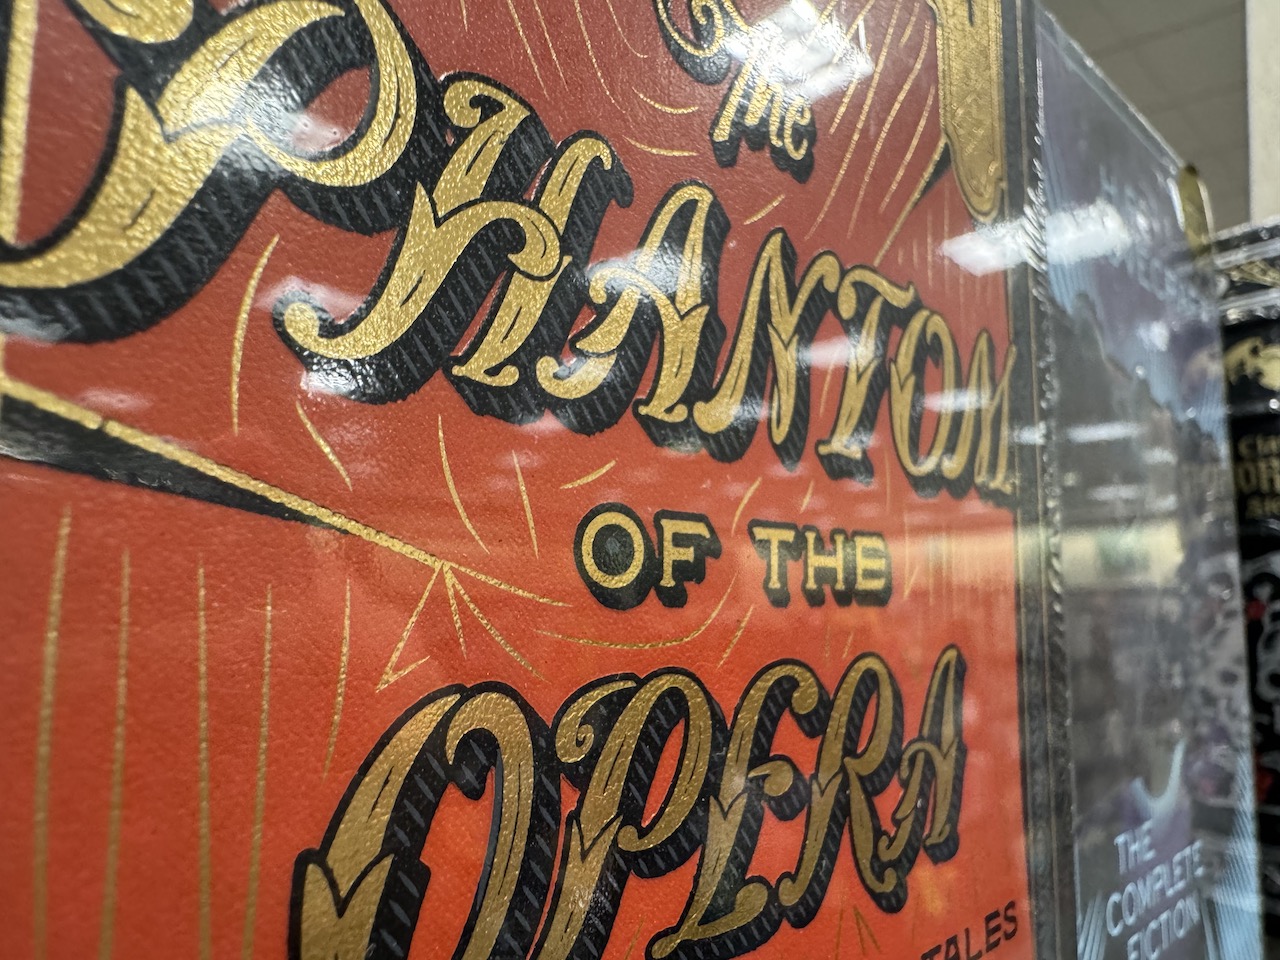 The
PHANTOM
OF THE
OPERA
TALES
THE
COMPLETE
FICTION